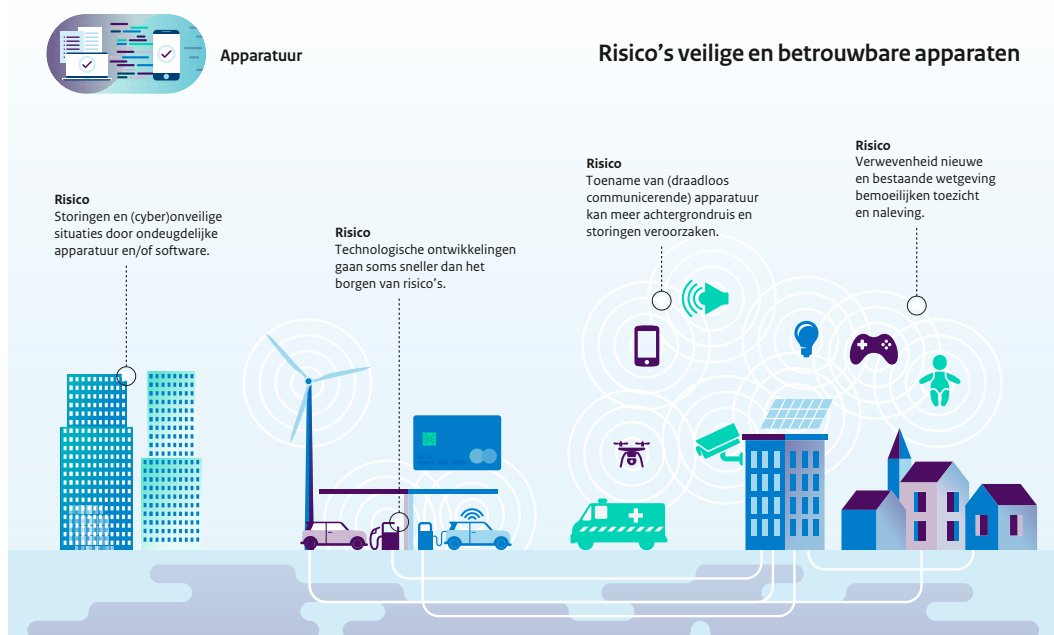 Apparatuur
Risico's veilige en betrouwbare apparaten
Risico
Storingen en (cyber)onveilige
situaties door ondeugdelijke
apparatuur en/of software.
Risico
Technologische ontwikkelingen
gaan soms sneller dan het
borgen van risico's.
Risico
Toename van (draadloos
communicerende) apparatuur
kan meer achtergrondruis en
storingen veroorzaken.
Risico
Verwevenheid nieuwe
en bestaande wetgeving
bemoeilijken toezicht
en naleving.